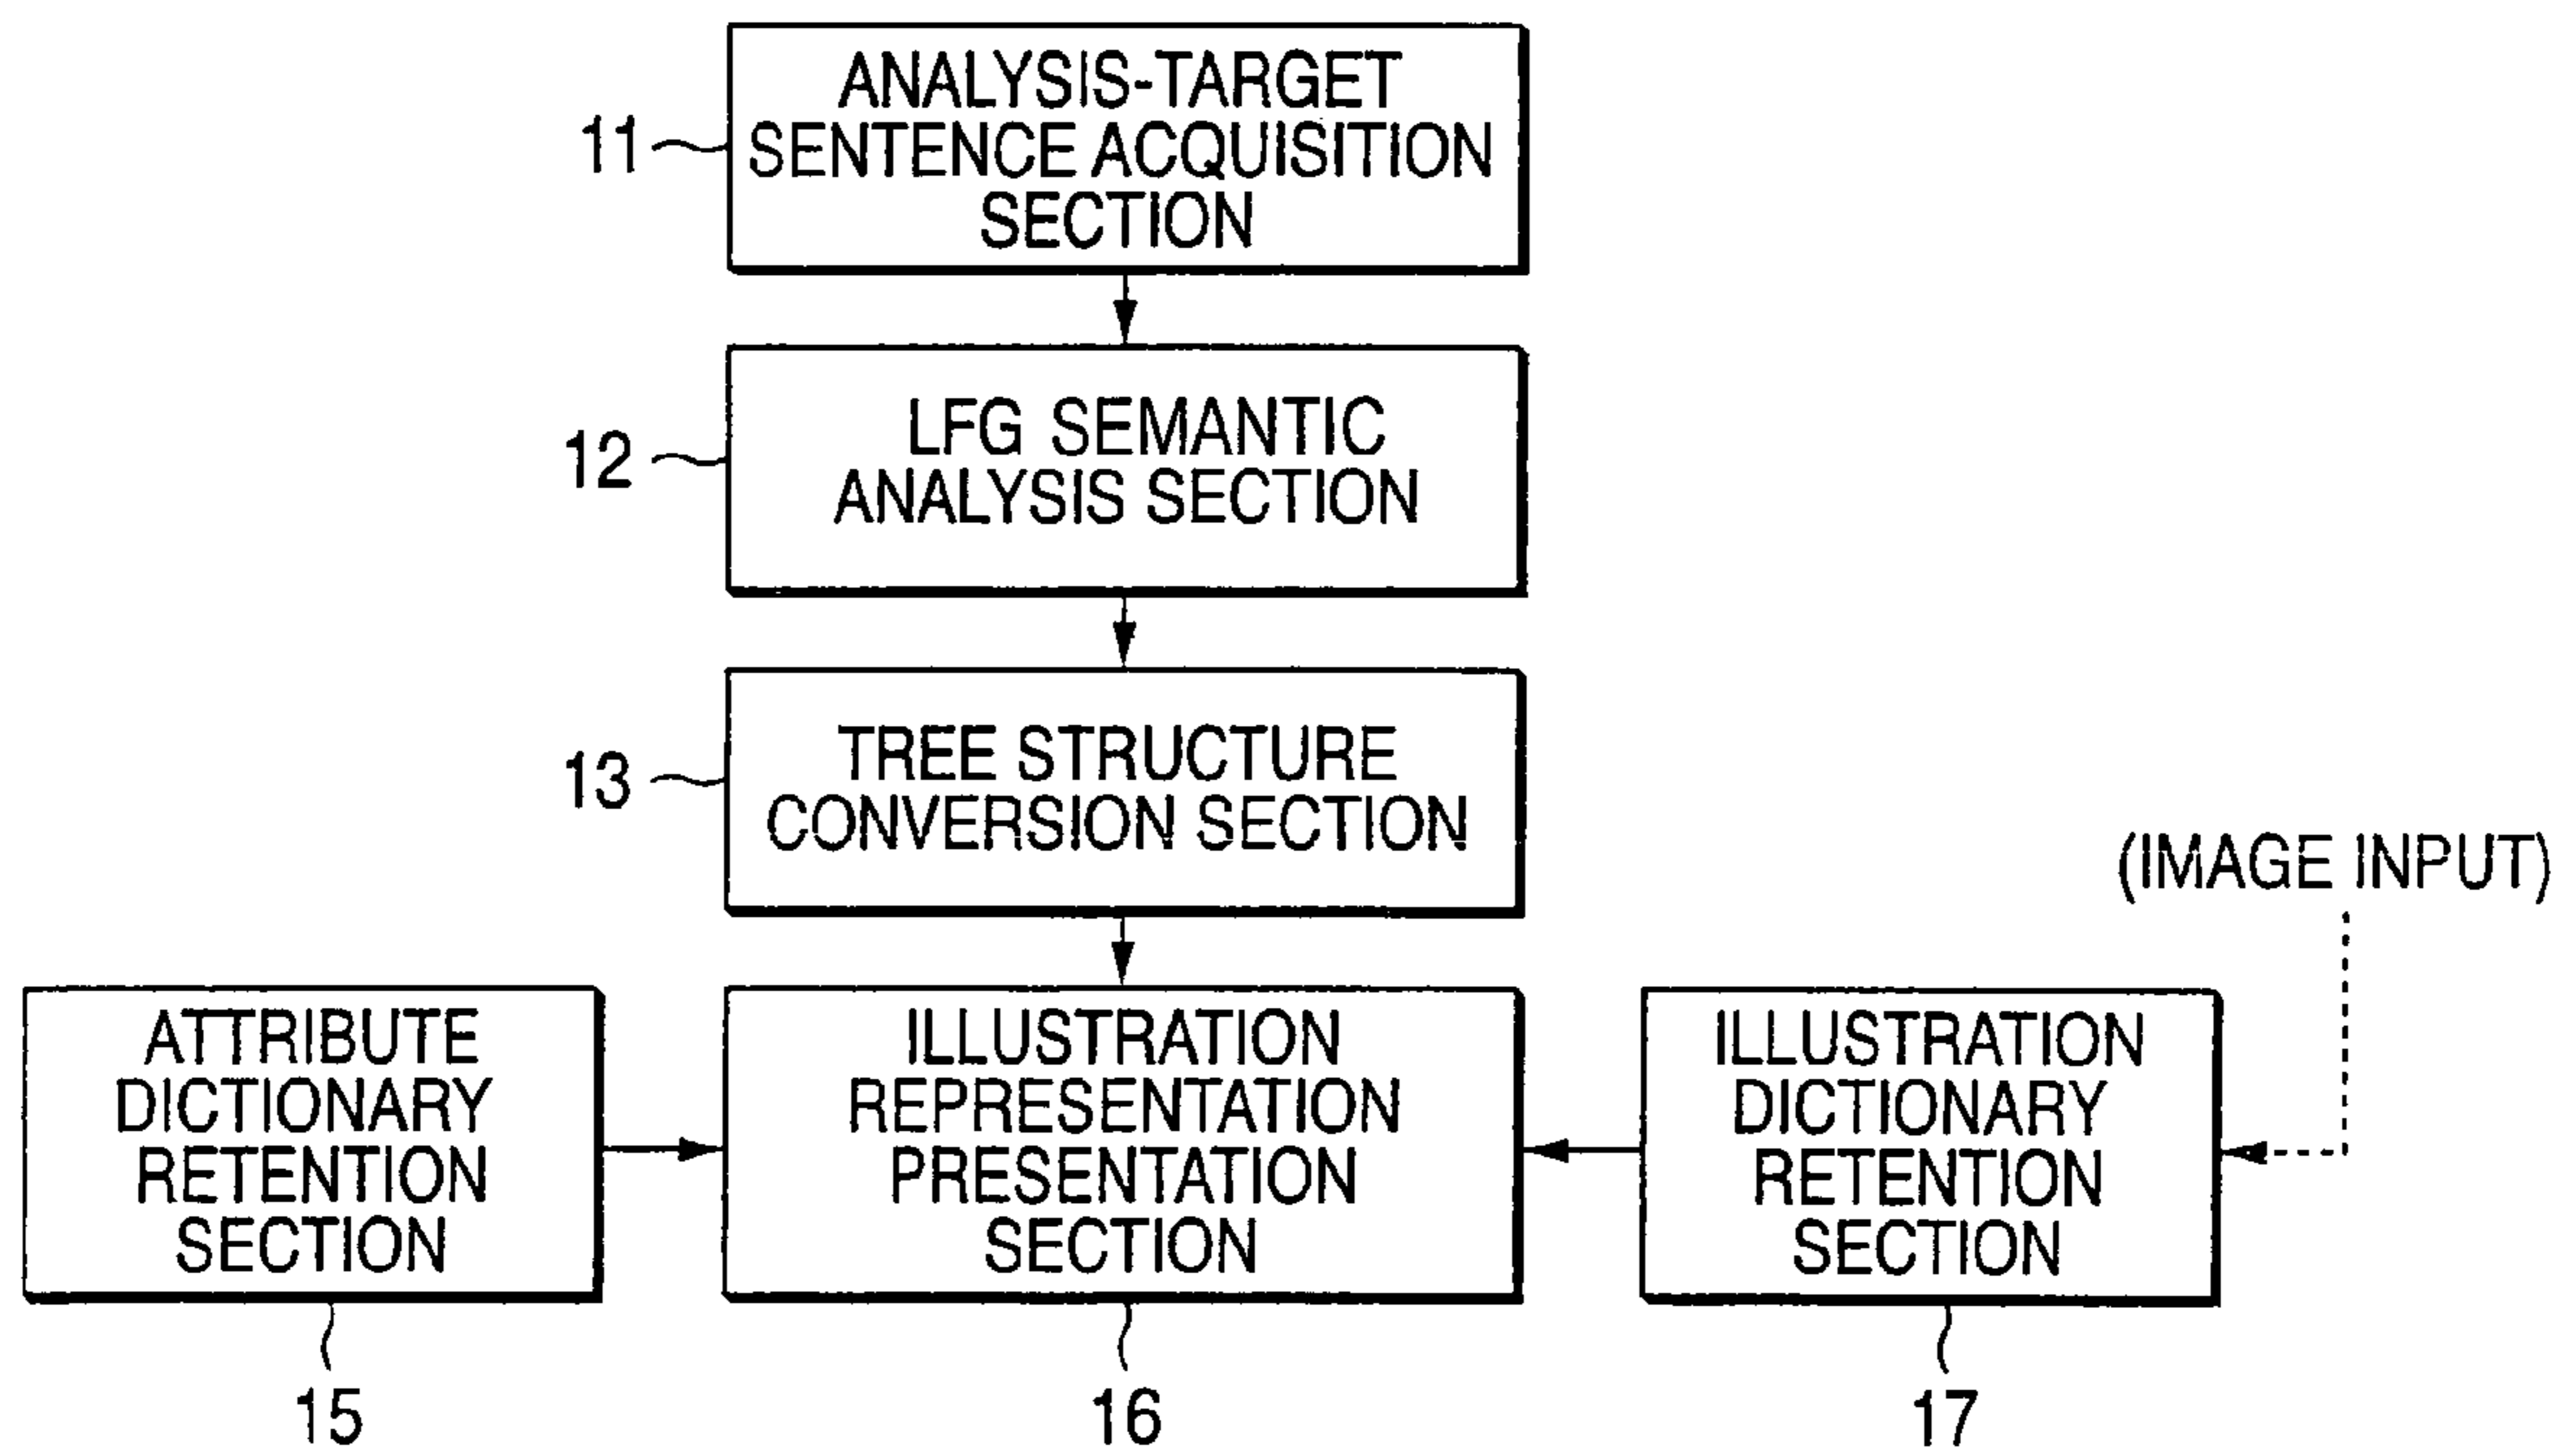 ANALYSIS-TARGET
SENTENCE ACQUISITION
SECTION
11
LFG SEMANTIC
ANALYSIS SECTION
12
TREE STRUCTURE
CONVERSION SECTION
13
(IMAGE INPUT)
ATTRIBUTE
DICTIONARY
RETENTION
SECTION
15
ILLUSTRATION
REPRESENTATION
PRESENTATION
SECTION
16
ILLUSTRATION
DICTIONARY
RETENTION
SECTION
17